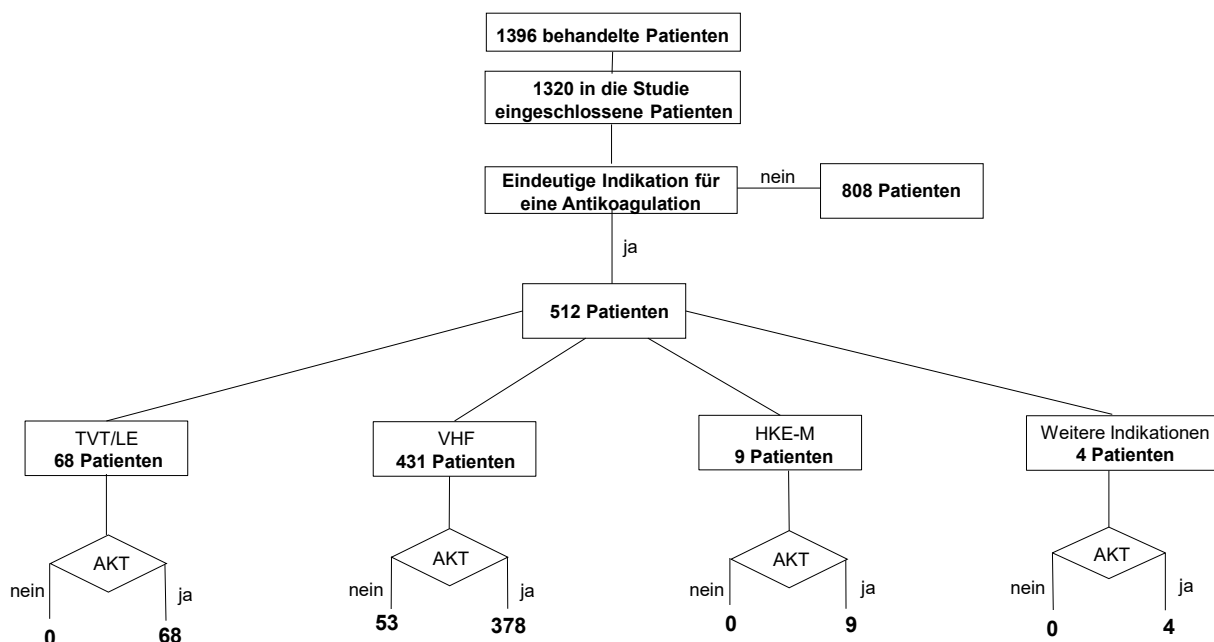 1396 behandelte Patienten
1320 in die Studie
eingeschlossene Patienten
Eindeutige Indikation für
eine Antikoagulation
nein
808 Patienten
ja
512 Patienten
TVT/LE
68 Patienten
VHF
431 Patienten
HKE-M
9 Patienten
Weitere Indikationen
4 Patienten
AKT
nein
ja
0
68
AKT
nein
ja
53
378
AKT
nein
ja
0
9
AKT
nein
ja
0
4